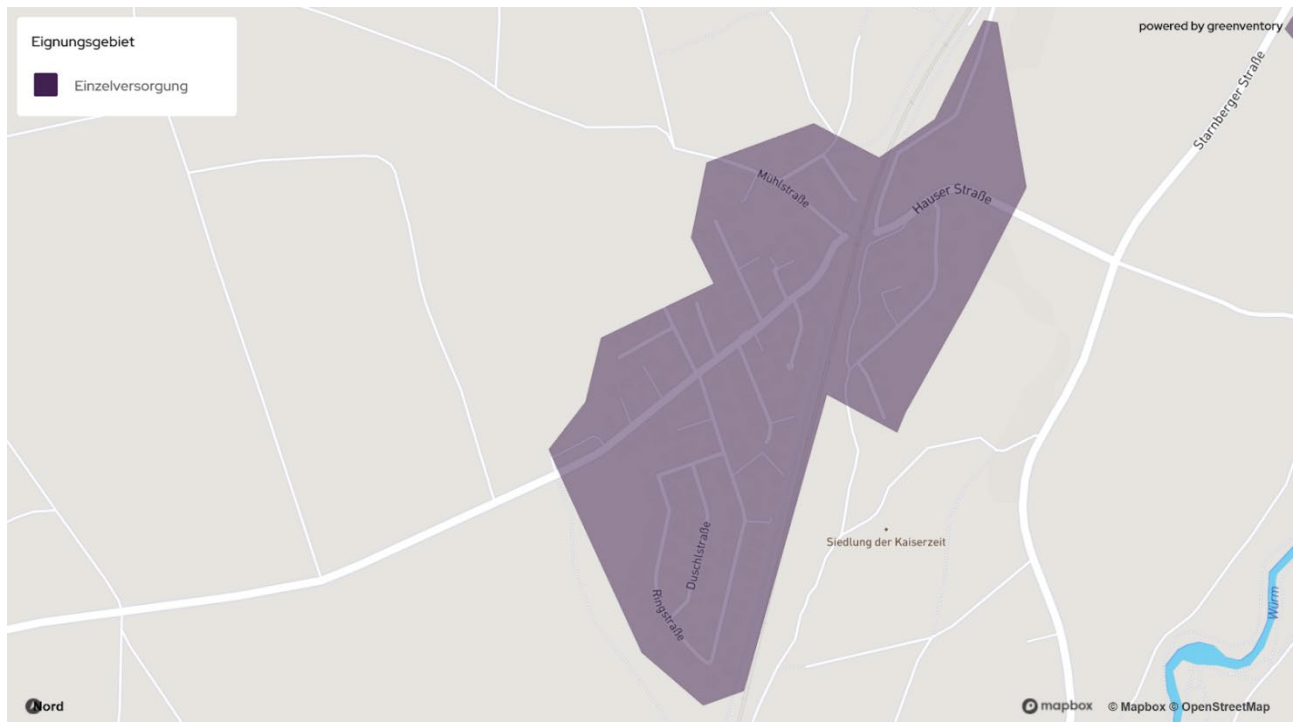 Eignungsgebiet
Einzelversorgung
powered by greenventory
Starnberger Straße
Mühlstraße
Hauser Straße
Siedlung der Kaiserzeit
Duschlstraße
Ringstraße
Würm
Nord
mapbox © Mapbox © OpenStreetMap